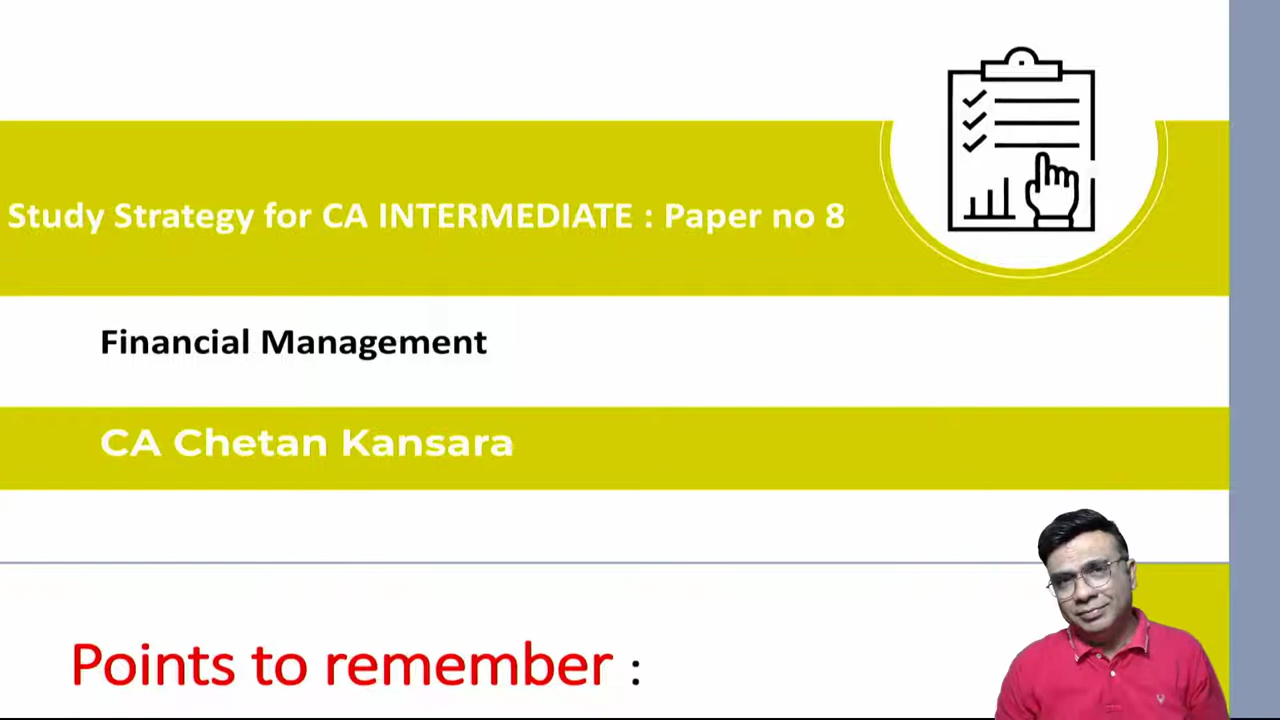 Study Strategy for CA INTERMEDIATE : Paper no 8
Financial Management
CA Chetan Kansara
Points to remember :